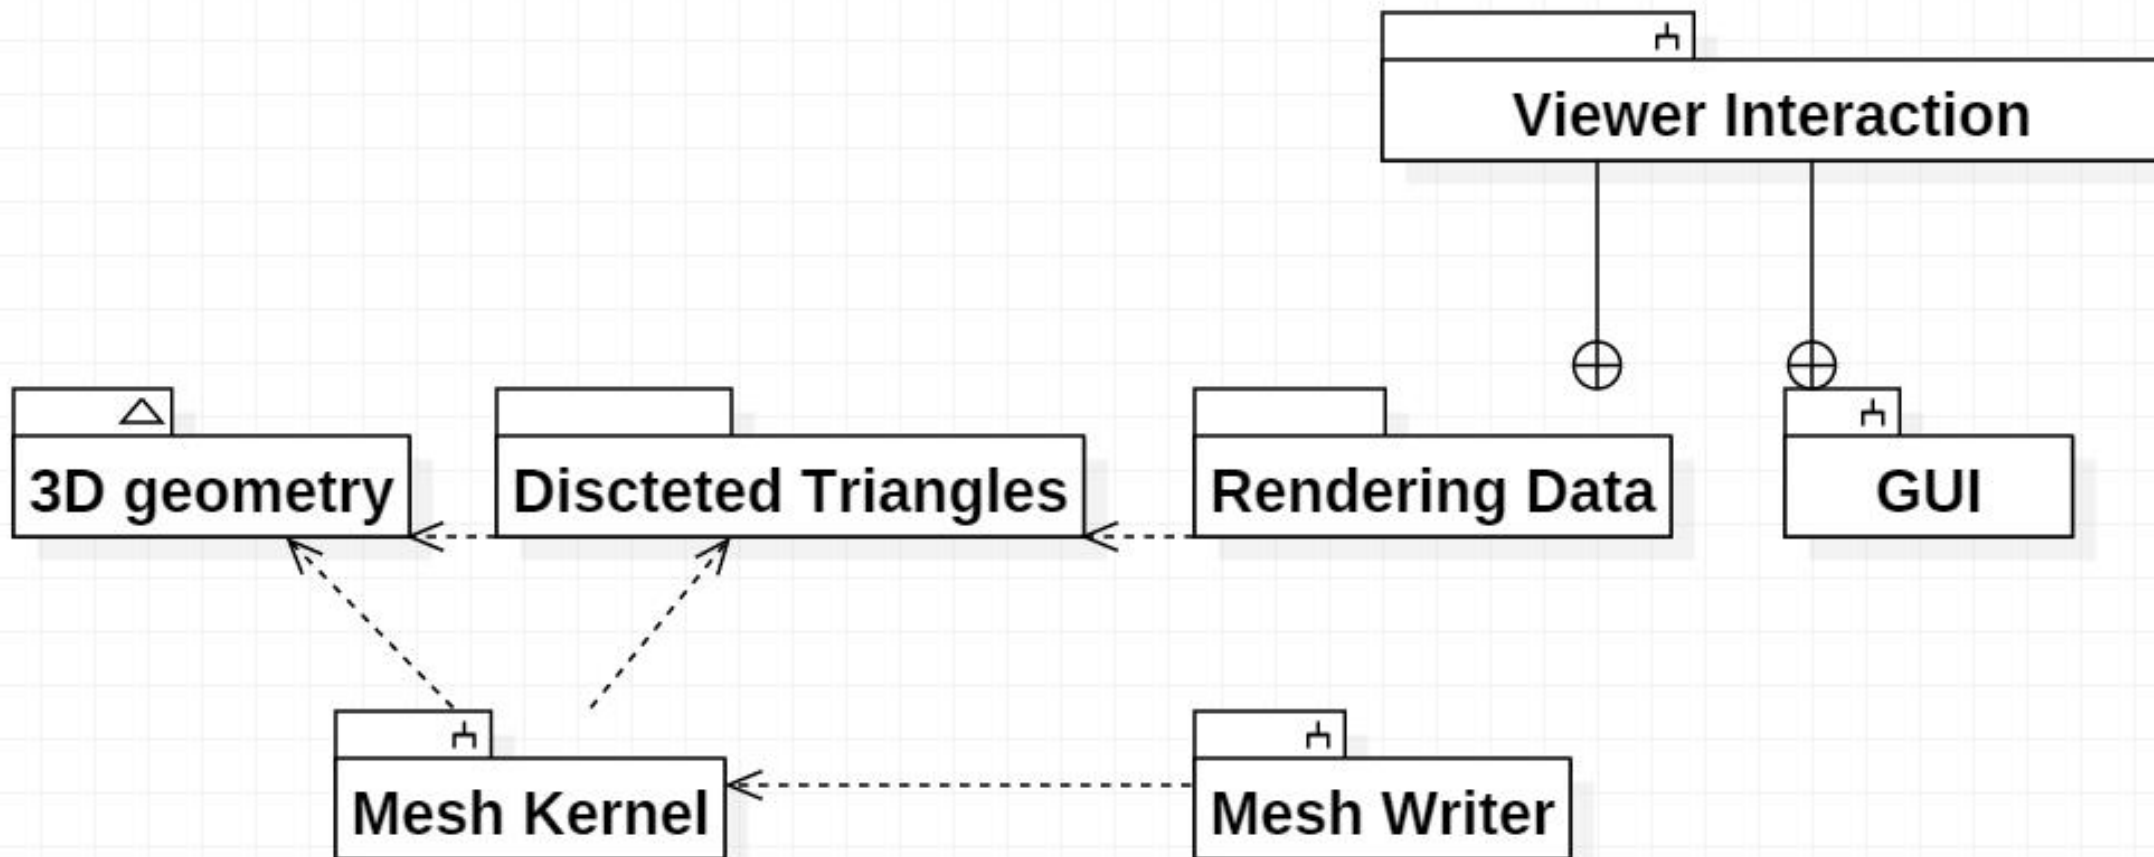 Viewer Interaction
3D geometry
Discteted Triangles
Rendering Data
GUI
Mesh Kernel
Mesh Writer